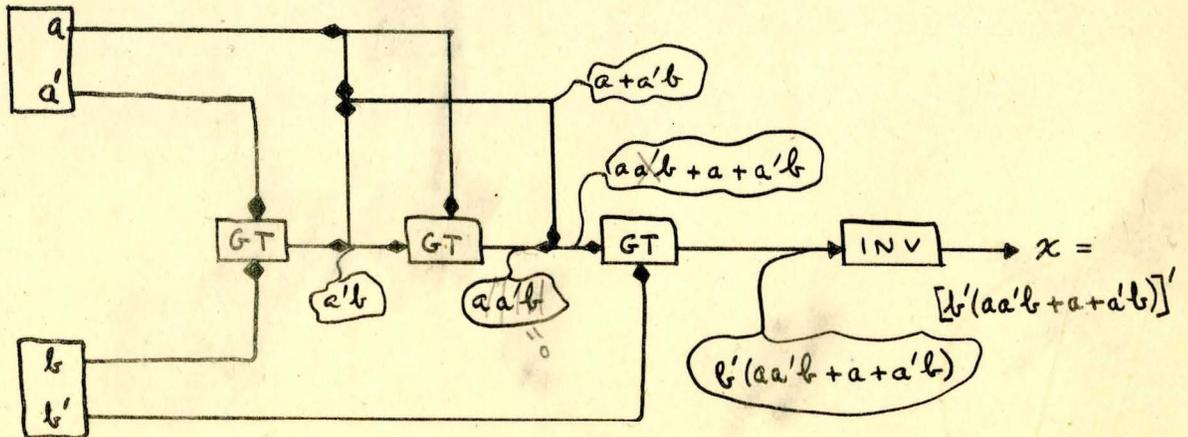 a
a'
a + a'b
aa'b + a + a'b
GT
GT
GT
INV
x =
[b'(aa'b + a + a'b)]'
a'b
aa'b
"
0
b'(aa'b + a + a'b)
b
b'